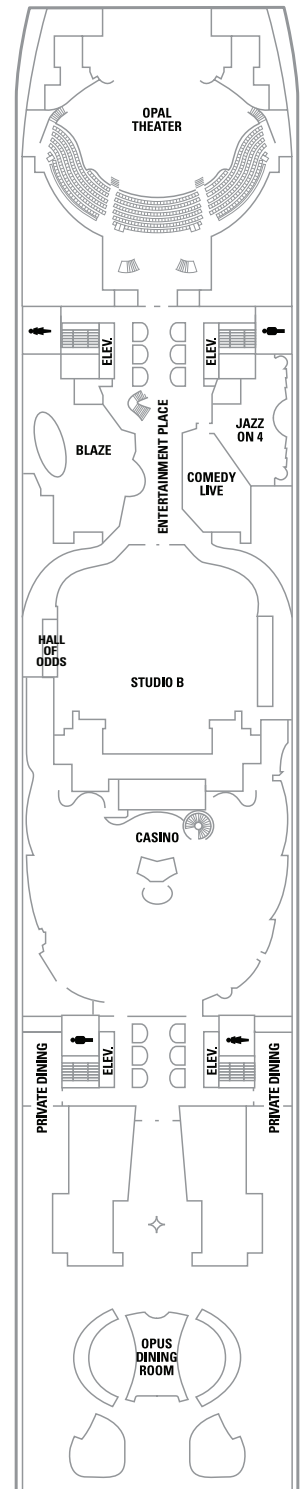 OPAL
THEATER
ELEV.
ELEV.
ENTERTAINMENT PLACE
BLAZE
JAZZ
ON 4
COMEDY
LIVE
HALL
OF
ODDS
STUDIO B
CASINO
ELEV.
ELEV.
PRIVATE DINING
PRIVATE DINING
OPUS
DINING
ROOM